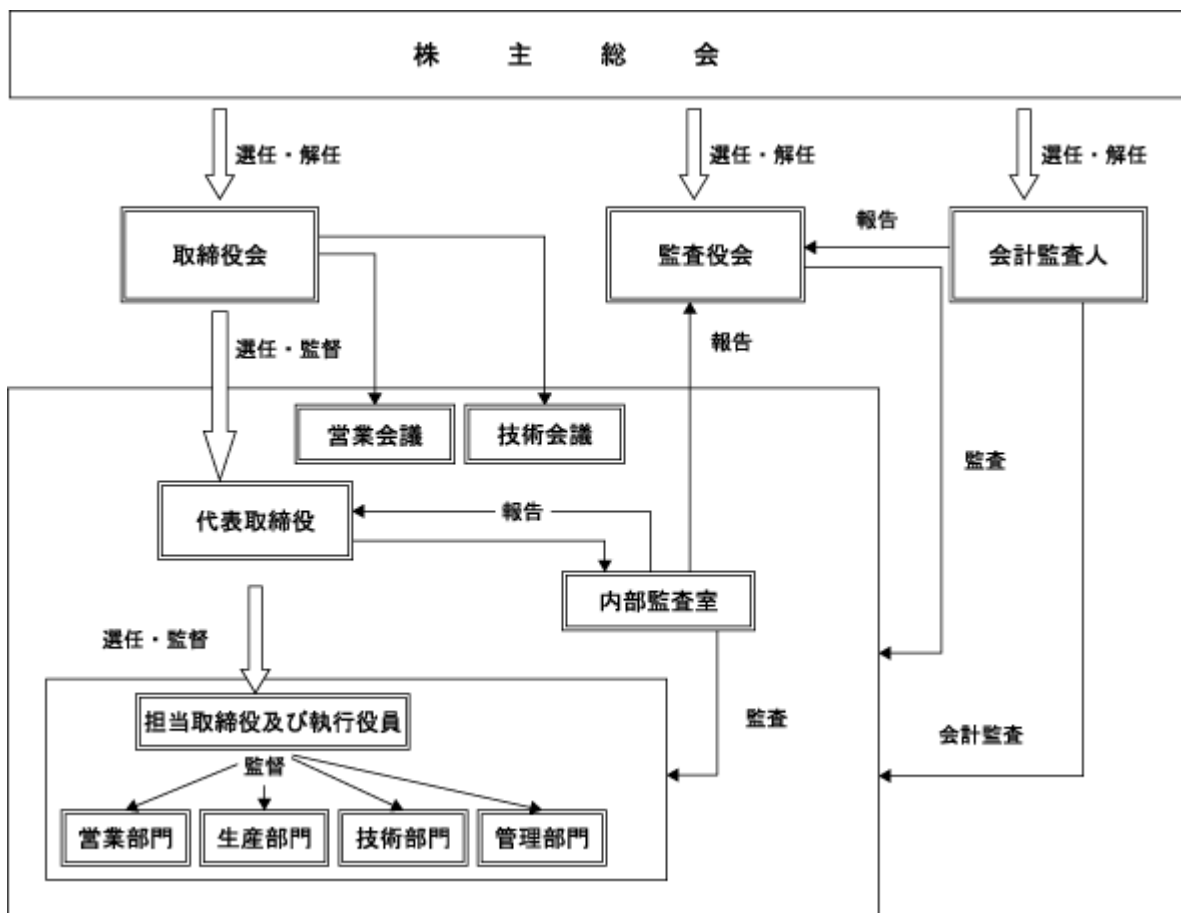 株主総会
選任・解任
選任・解任
選任・解任
取締役会
監査役会
報告
会計監査人
選任・監督
報告
営業会議
技術会議
監査
代表取締役
報告
内部監査室
選任・監督
担当取締役及び執行役員
監査
会計監査
監督
営業部門
生産部門
技術部門
管理部門